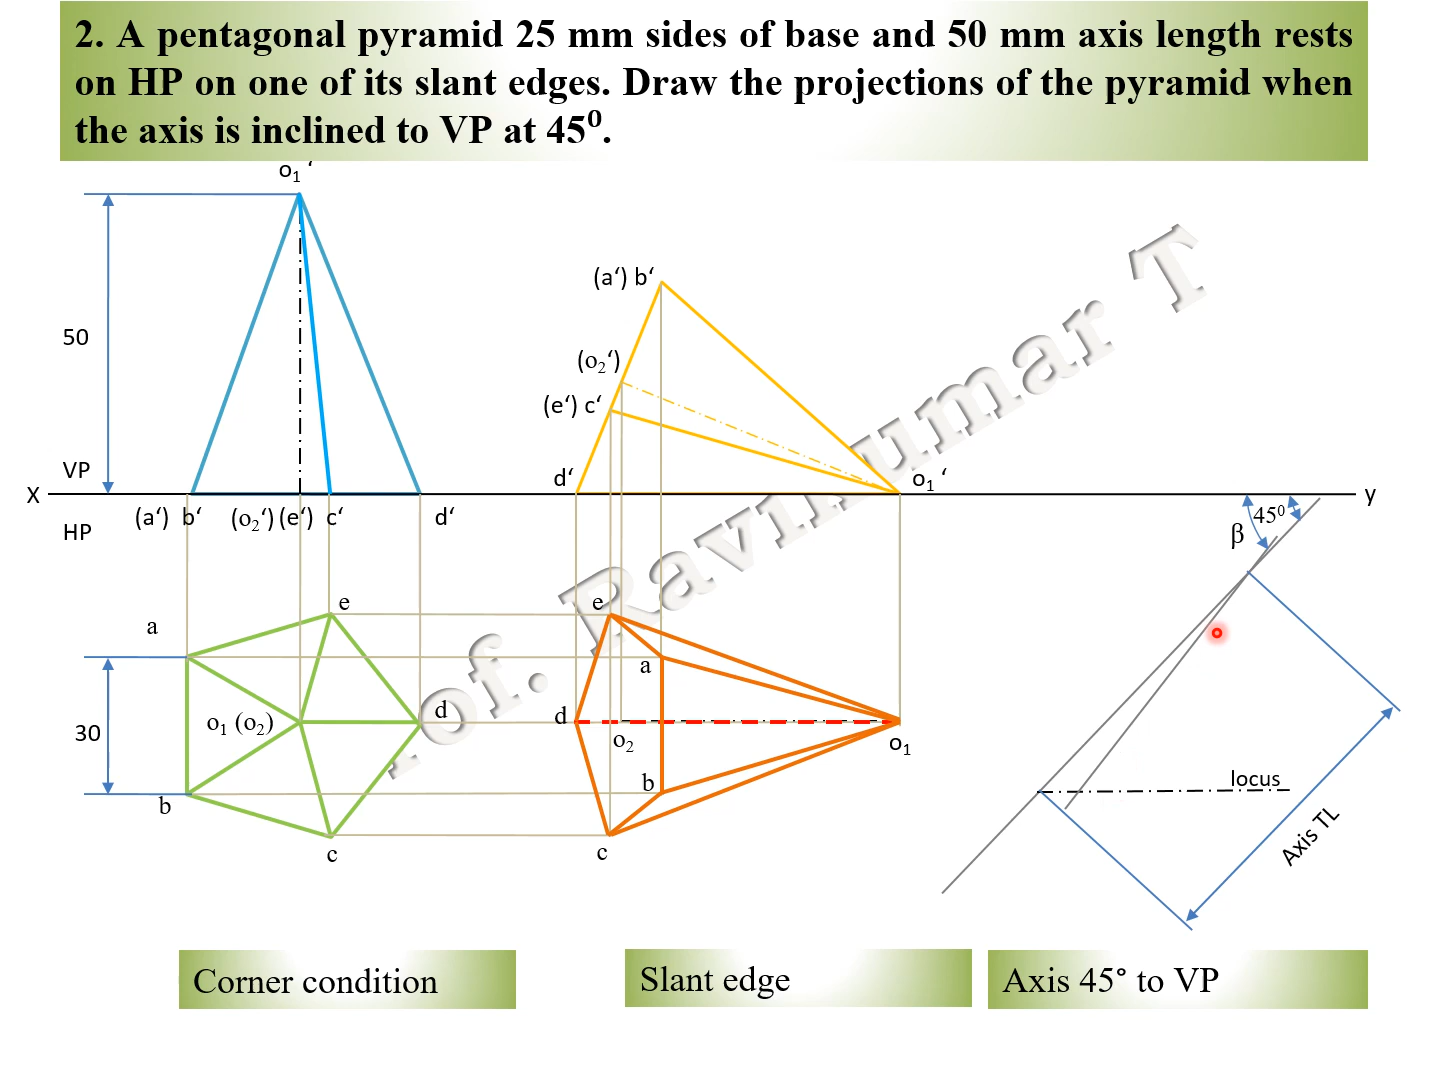 2. A pentagonal pyramid 25 mm sides of base and 50 mm axis length rests
on HP on one of its slant edges. Draw the projections of the pyramid when
the axis is inclined to VP at 45⁰.
o₁ ‘
50
VP
X
HP
(a‘) b‘ (o₂‘) (e‘) c‘ d‘
(a‘) b‘
(o₂‘)
(e‘) c‘
d‘
o₁ ‘
y
β 45⁰
e
a
o₁ (o₂)
d
30
b
c
e
a
d
o₂
o₁
b
c
locus
Axis TL
of. Ravikumar T
Corner condition
Slant edge
Axis 45° to VP